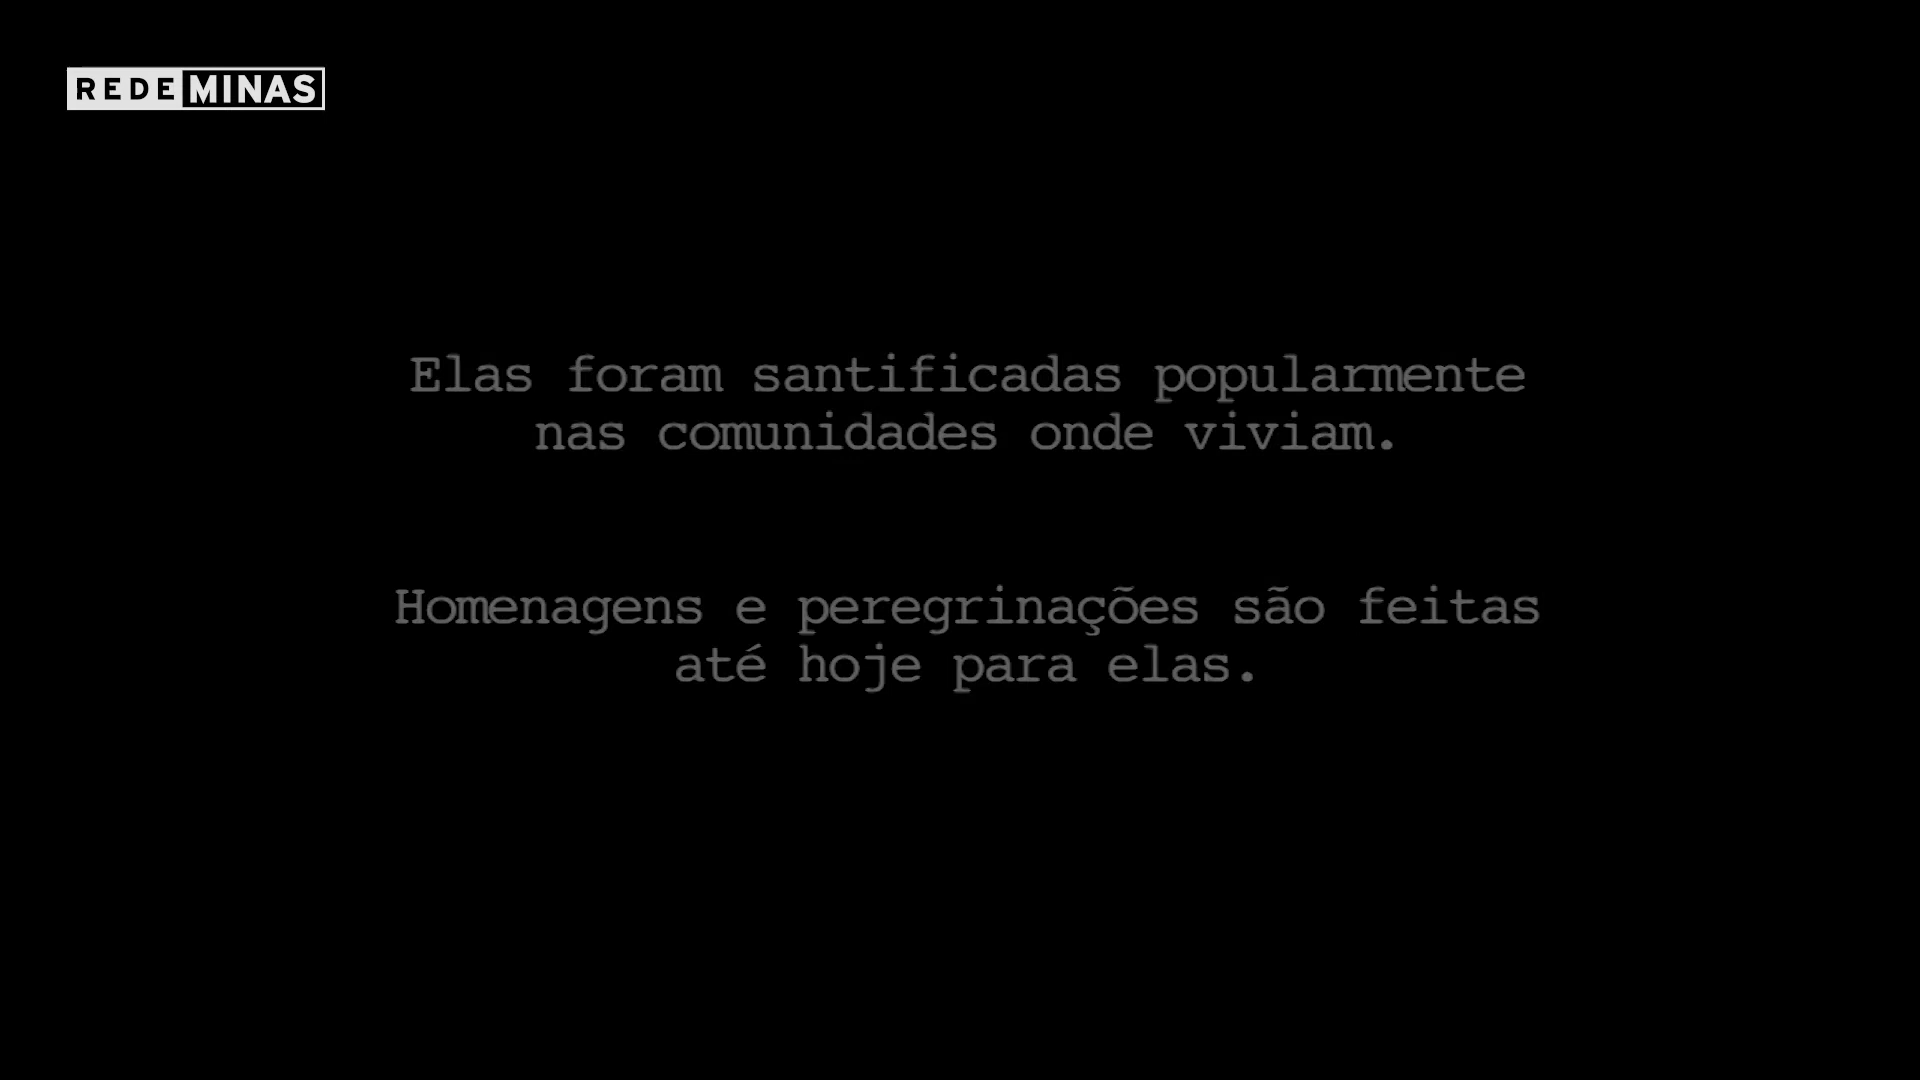 REDE MINAS
Elas foram santificadas popularmente
nas comunidades onde viviam.
Homenagens e peregrinações são feitas
até hoje para elas.